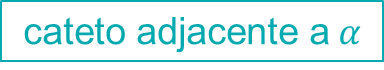 cateto adjacente a α